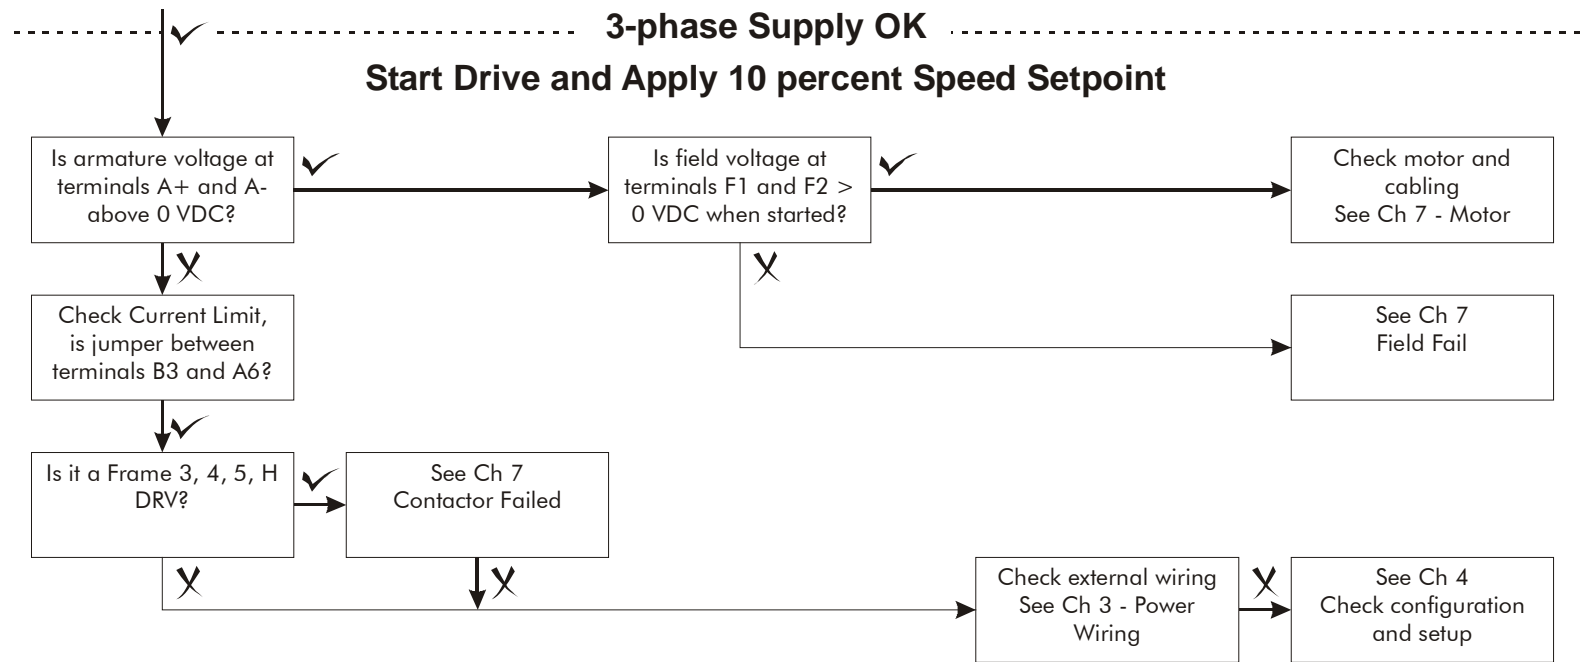 3-phase Supply OK
Start Drive and Apply 10 percent Speed Setpoint
Is armature voltage at
terminals A+ and A-
above 0 VDC?
Is field voltage at
terminals F1 and F2 >
0 VDC when started?
Check motor and
cabling
See Ch 7 - Motor
Check Current Limit,
is jumper between
terminals B3 and A6?
See Ch 7
Field Fail
Is it a Frame 3, 4, 5, H
DRV?
See Ch 7
Contactor Failed
Check external wiring
See Ch 3 - Power
Wiring
See Ch 4
Check configuration
and setup